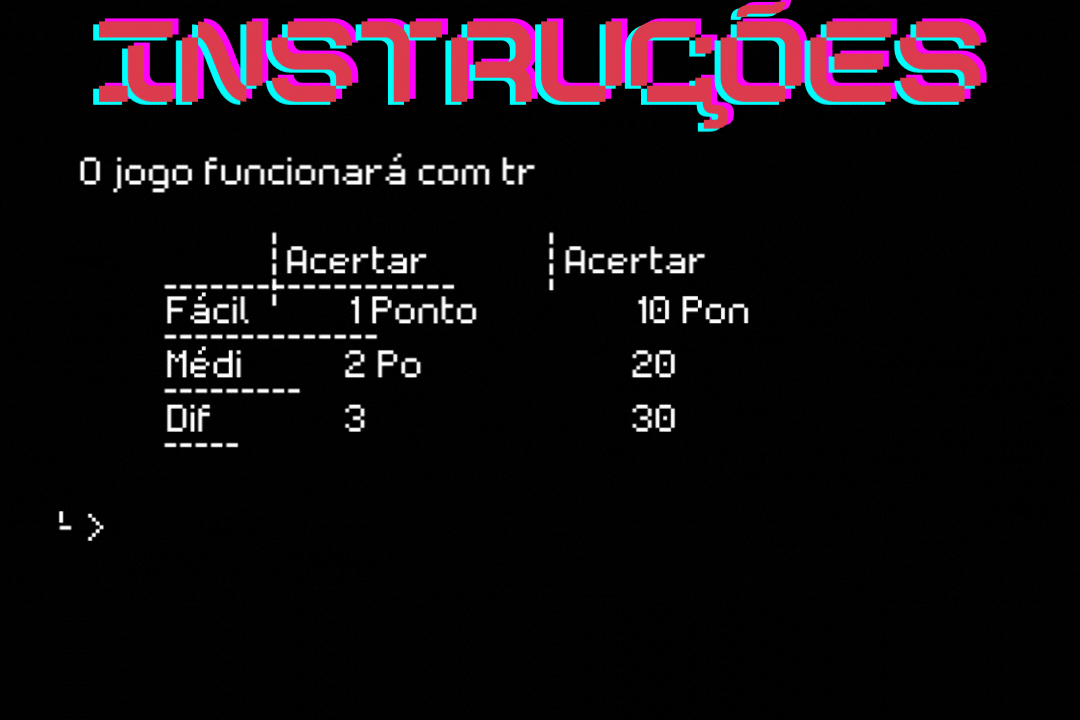 INSTRUÇÕES
O jogo funcionará com tr
Acertar Acertar
Fácil 1 Ponto 10 Pon
Médi 2 Po 20
Dif 3 30
>